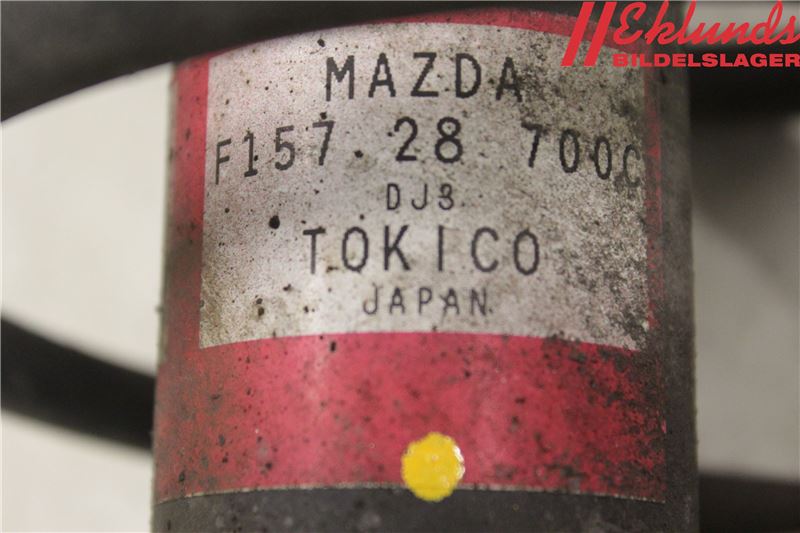 Eklunds
BILDELSLAGER
MAZDA
F157 28 700C
DJ3
TOKICO
JAPAN